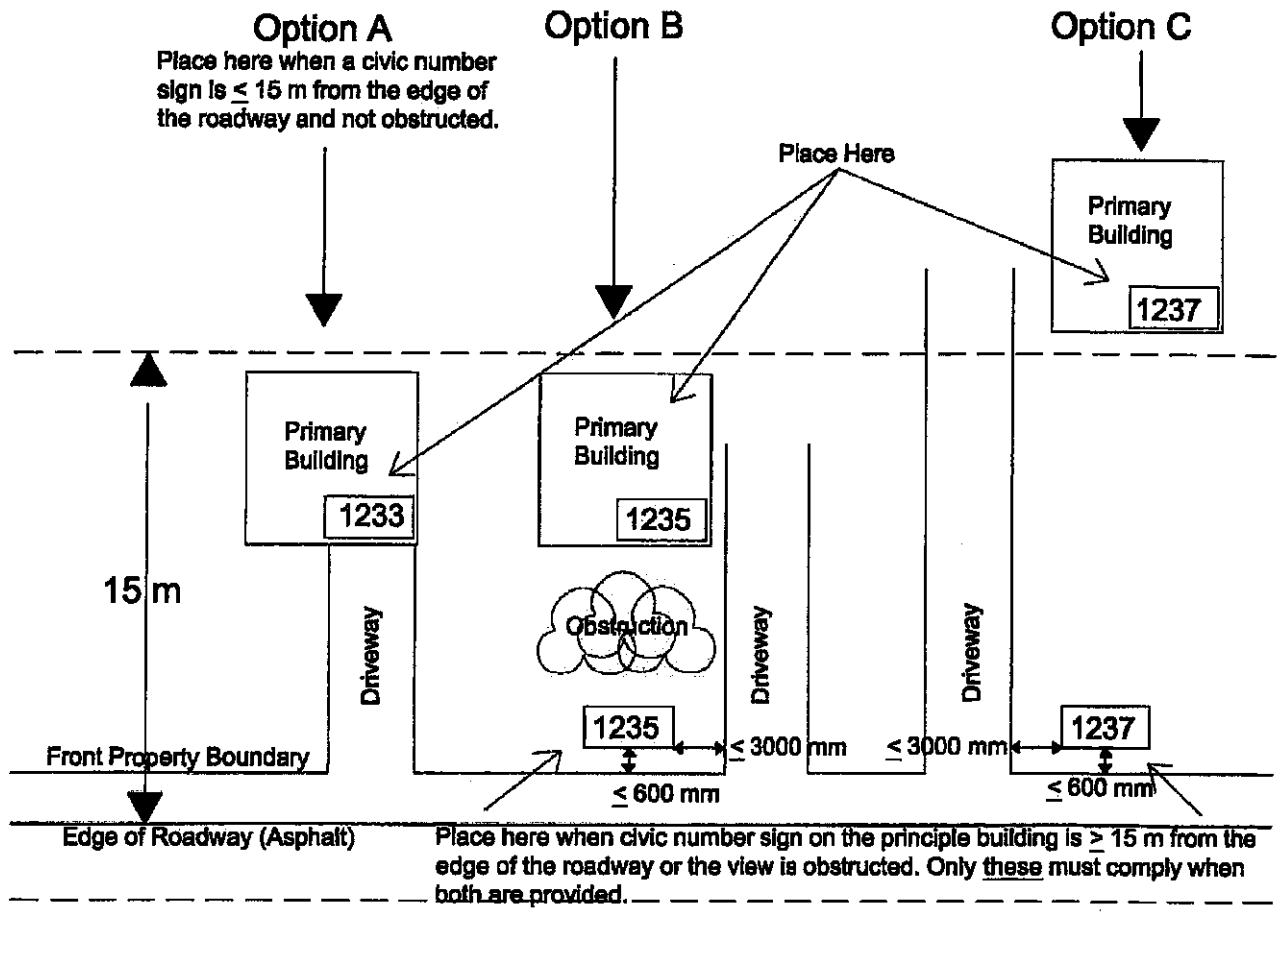 Option A
Place here when a civic number
sign is ≤ 15 m from the edge of
the roadway and not obstructed.
Option B
Option C
Place Here
Primary
Building
1237
Primary
Building
1233
Primary
Building
1235
15 m
Obstruction
Driveway
Driveway
Driveway
1235
1237
≤ 3000 mm
≤ 3000 mm
Front Property Boundary
≤ 600 mm
≤ 600 mm
Edge of Roadway (Asphalt)
Place here when civic number sign on the principle building is ≥ 15 m from the
edge of the roadway or the view is obstructed. Only these must comply when
both are provided.